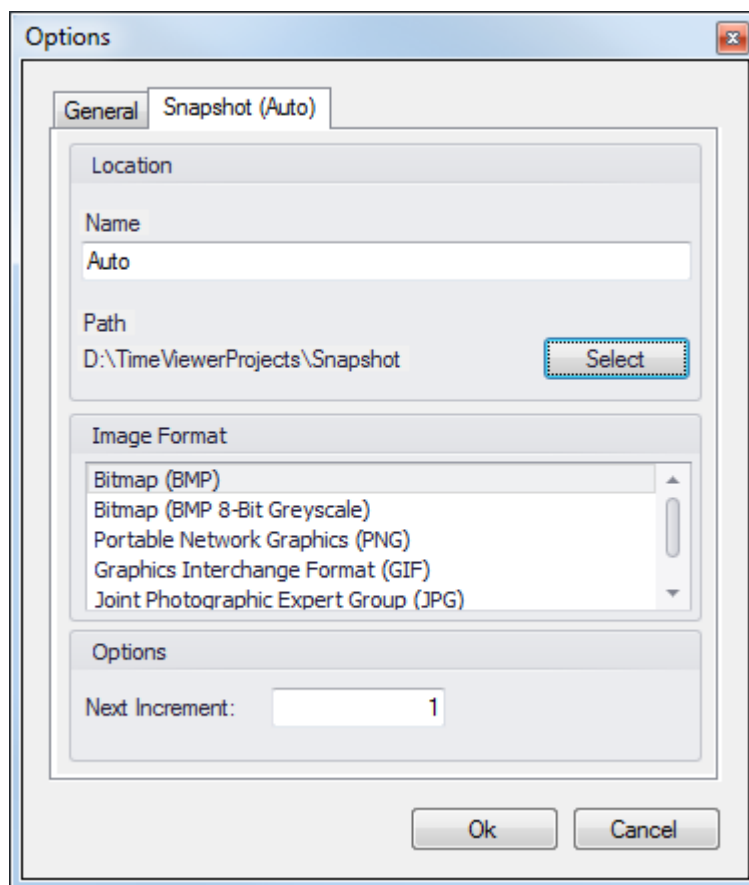 Options
General Snapshot (Auto)
Location
Name
Auto
Path
D:\TimeViewerProjects\Snapshot Select
Image Format
Bitmap (BMP)
Bitmap (BMP 8-Bit Greyscale)
Portable Network Graphics (PNG)
Graphics Interchange Format (GIF)
Joint Photographic Expert Group (JPG)
Options
Next Increment: 1
Ok Cancel